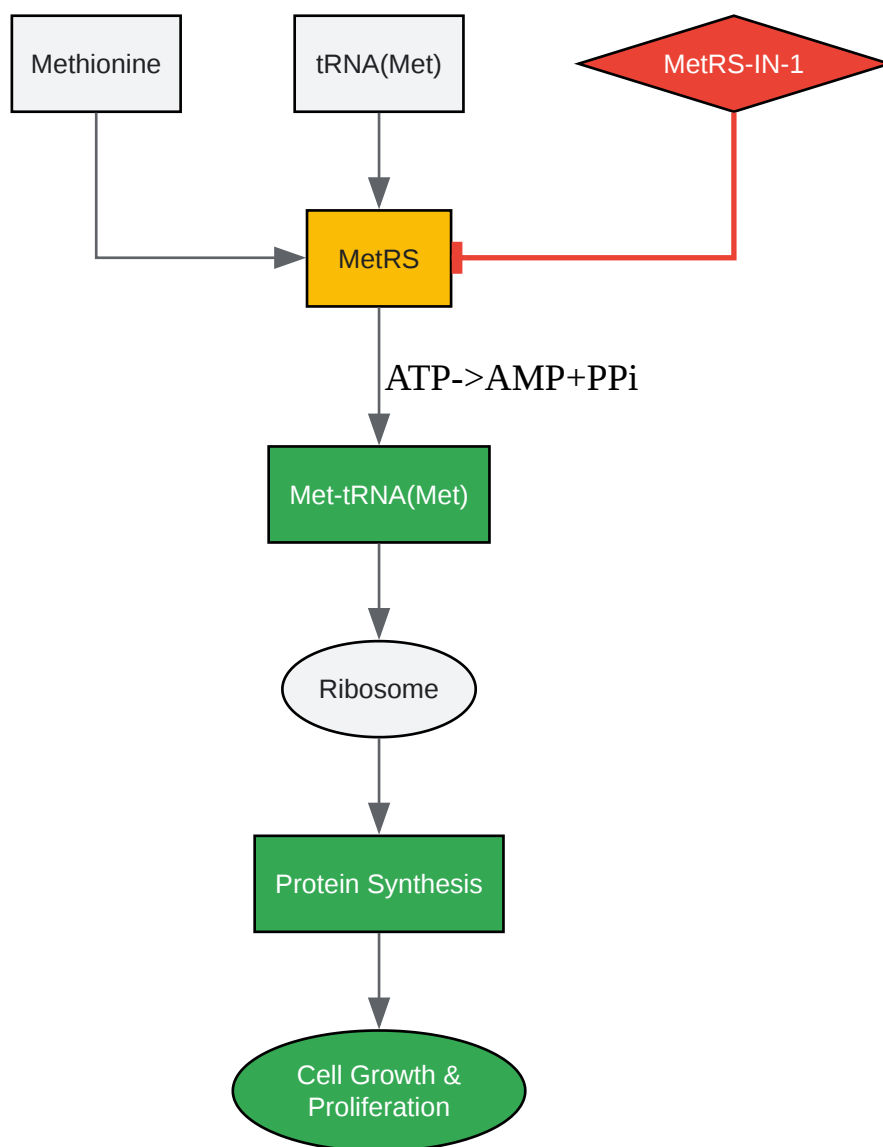 Methionine
tRNA(Met)
MetRS-IN-1
MetRS
ATP->AMP+PPi
Met-tRNA(Met)
Ribosome
Protein Synthesis
Cell Growth &
Proliferation